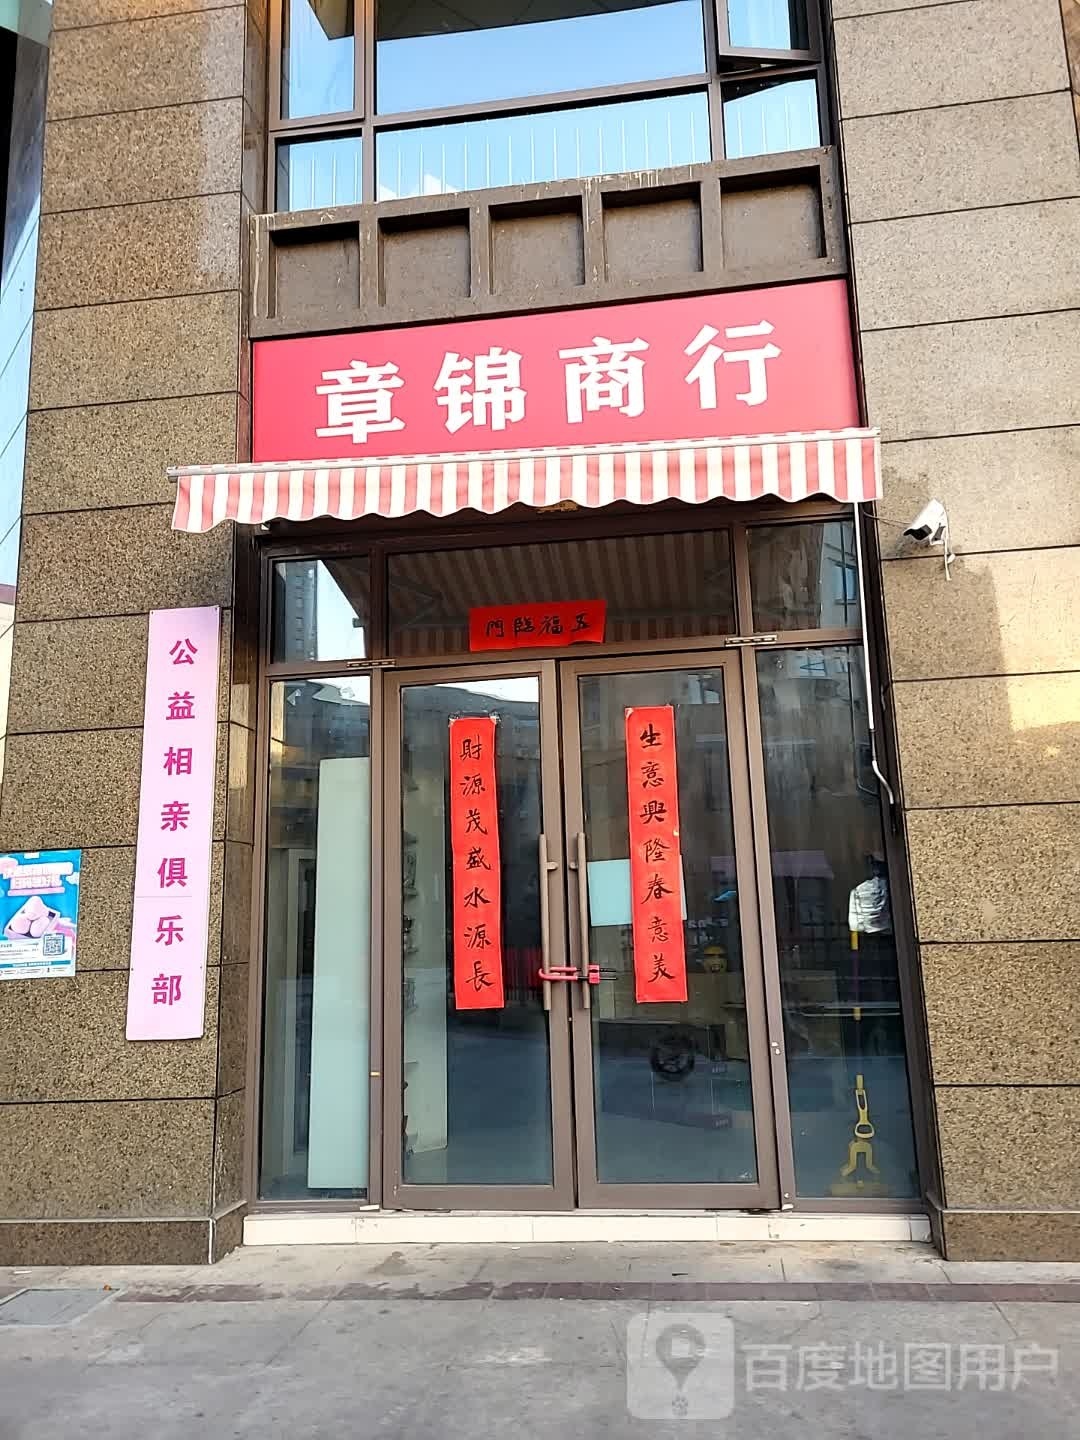 章锦商行
五福臨門
公益相亲俱乐部
生意興隆春意美
財源茂盛水源長
百度地图用户